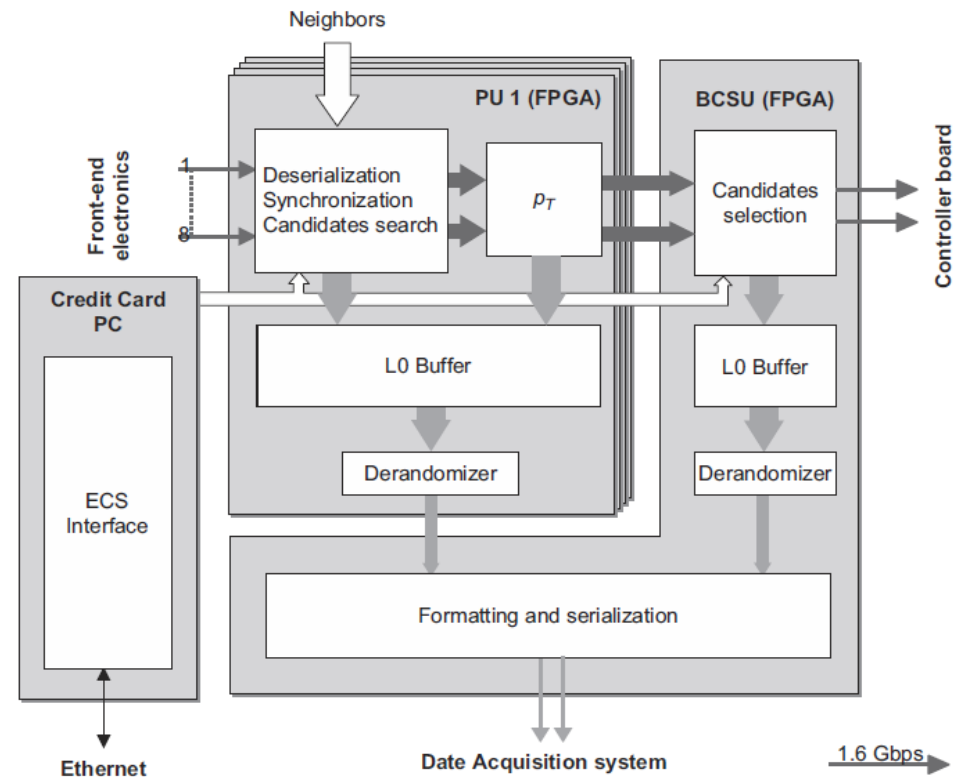 Neighbors
PU 1 (FPGA)
BCSU (FPGA)
Front-end
electronics
1
8
Deserialization
Synchronization
Candidates search
pT
Candidates
selection
Controller board
Credit Card
PC
L0 Buffer
L0 Buffer
Derandomizer
Derandomizer
ECS
Interface
Formatting and serialization
Ethernet
Date Acquisition system
1.6 Gbps